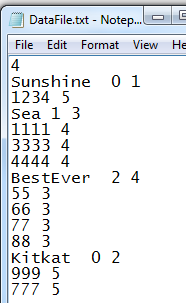 DataFile.txt - Notep...
File Edit Format View He
4
Sunshine  0 1
1234 5
Sea 1 3
1111 4
3333 4
4444 4
BestEver  2 4
55 3
66 3
77 3
88 3
Kitkat  0 2
999 5
777 5